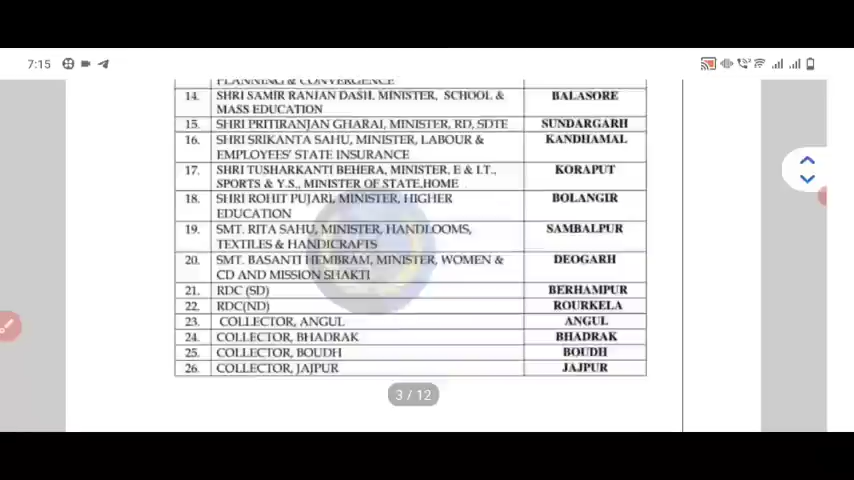 7:15
PLANNING & CONVERGENCE
14. SHRI SAMIR RANJAN DASH, MINISTER, SCHOOL & BALASORE
MASS EDUCATION
15. SHRI PRITIRANJAN GHARAI, MINISTER, RD, SDTE SUNDARGARH
16. SHRI SRIKANTA SAHU, MINISTER, LABOUR & KANDHAMAL
EMPLOYEES' STATE INSURANCE
17. SHRI TUSHARKANTI BEHERA, MINISTER, E & I.T., KORAPUT
SPORTS & Y.S., MINISTER OF STATE,HOME
18. SHRI ROHIT PUJARI, MINISTER, HIGHER BOLANGIR
EDUCATION
19. SMT. RITA SAHU, MINISTER, HANDLOOMS, SAMBALPUR
TEXTILES & HANDICRAFTS
20. SMT. BASANTI HEMBRAM, MINISTER, WOMEN & DEOGARH
CD AND MISSION SHAKTI
21. RDC (SD) BERHAMPUR
22. RDC(ND) ROURKELA
23. COLLECTOR, ANGUL ANGUL
24. COLLECTOR, BHADRAK BHADRAK
25. COLLECTOR, BOUDH BOUDH
26. COLLECTOR, JAJPUR JAJPUR
3 / 12